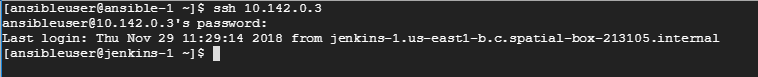 [ansibleuser@ansible-1 ~]$ ssh 10.142.0.3
ansibleuser@10.142.0.3's password:
Last login: Thu Nov 29 11:29:14 2018 from jenkins-1.us-east1-b.c.spatial-box-213105.internal
[ansibleuser@jenkins-1 ~]$